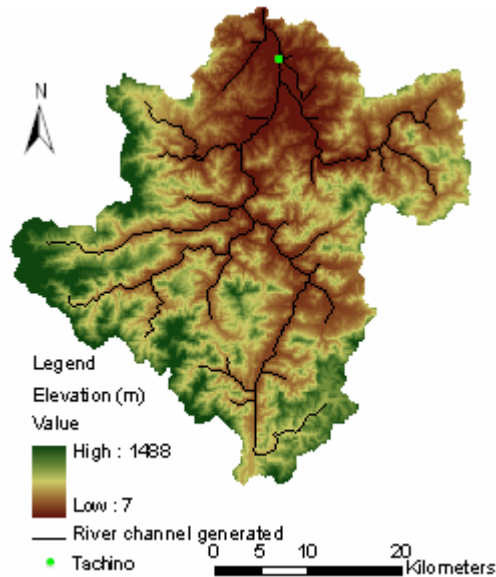 N
Legend
Elevation (m)
Value
High : 1488
Low : 7
River channel generated
Tachino
0 5 10 20
Kilometers